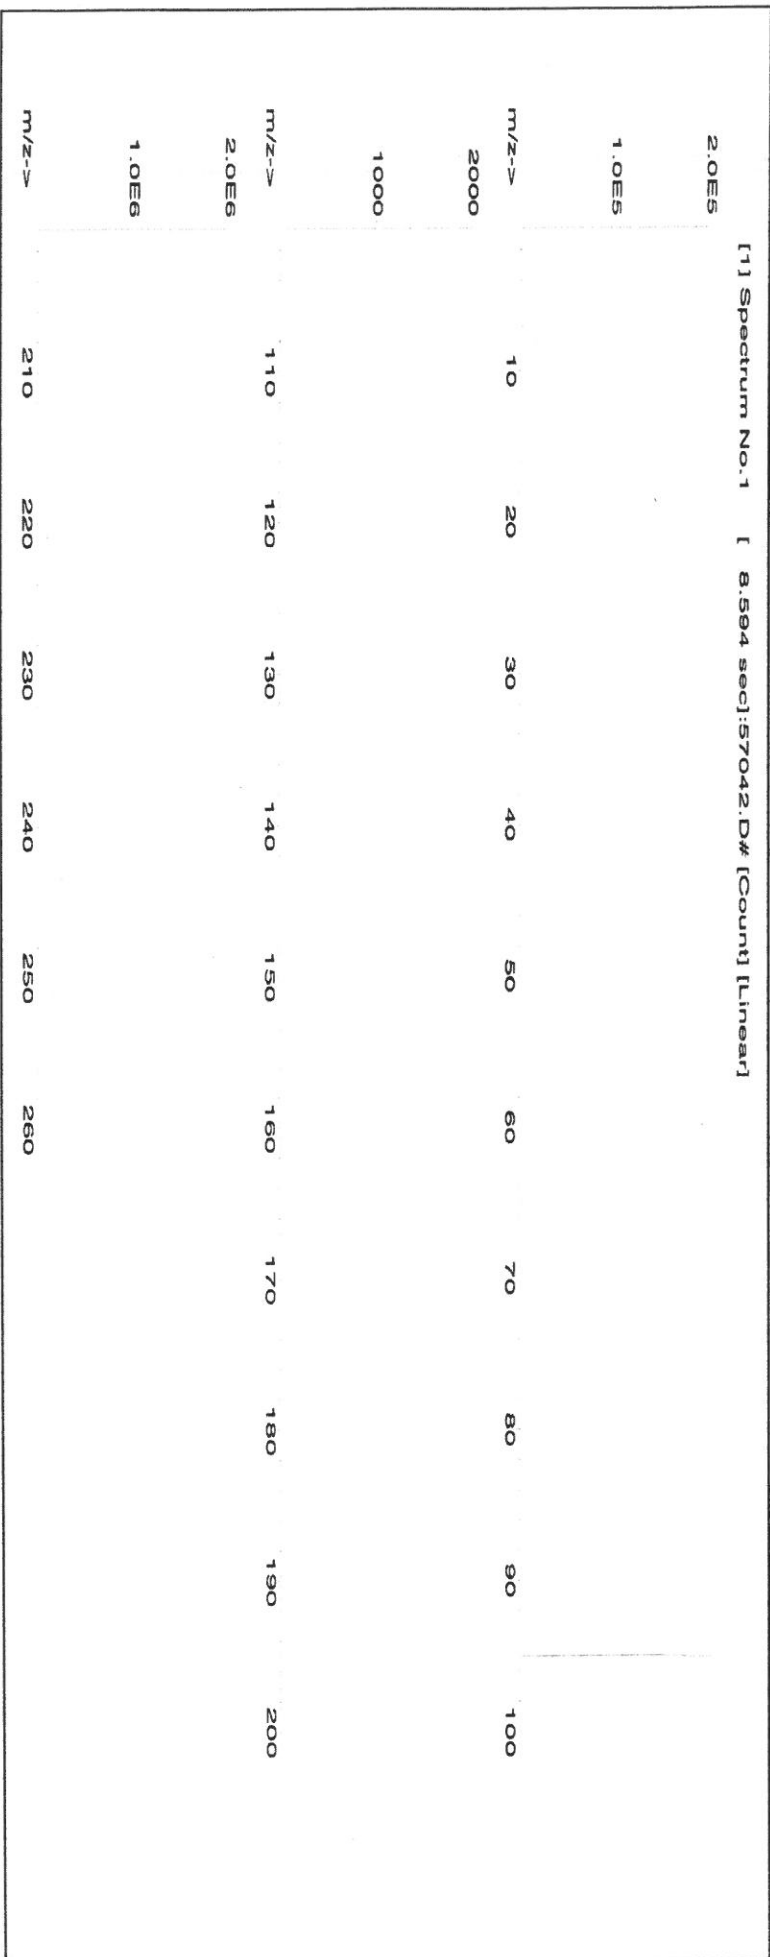 [1] Spectrum No.1 [ 8.594 sec]:57042.D# [Count] [Linear]
2.0E5
1.0E5
m/z-> 10 20 30 40 50 60 70 80 90 100
2000
1000
m/z-> 110 120 130 140 150 160 170 180 190 200
2.0E6
1.0E6
m/z-> 210 220 230 240 250 260